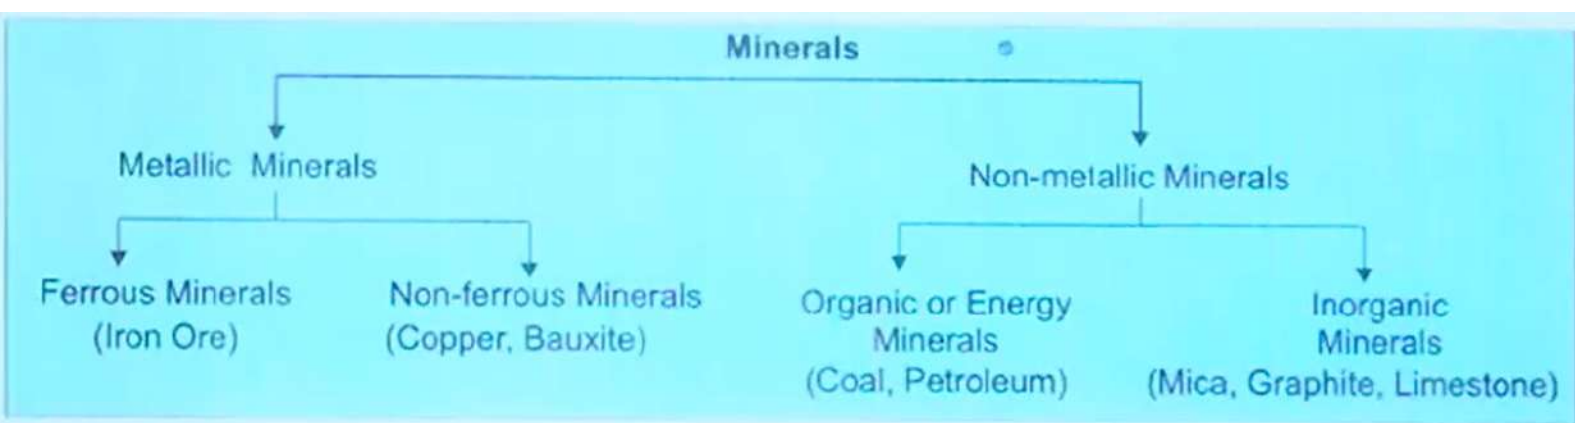 Minerals
Metallic Minerals
Non-metallic Minerals
Ferrous Minerals
(Iron Ore)
Non-ferrous Minerals
(Copper, Bauxite)
Organic or Energy
Minerals
(Coal, Petroleum)
Inorganic
Minerals
(Mica, Graphite, Limestone)